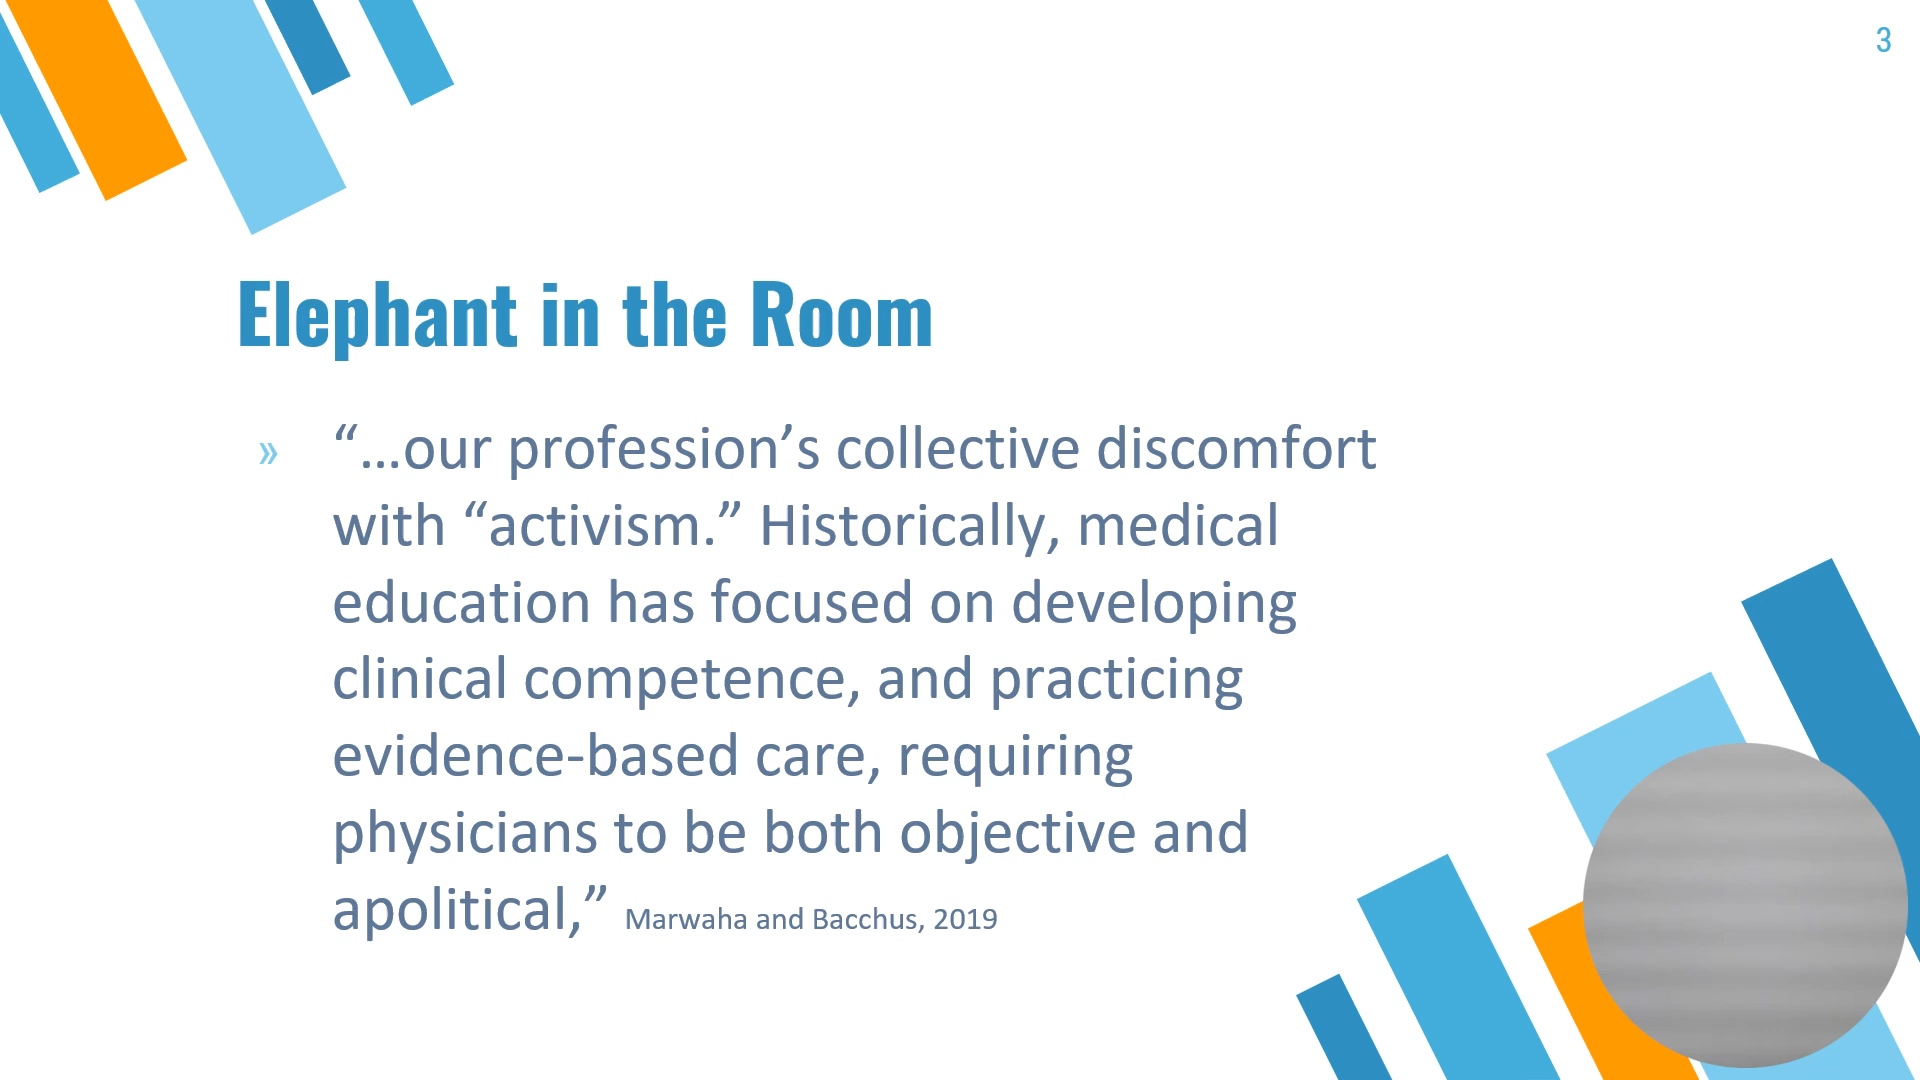 3
Elephant in the Room
» “…our profession’s collective discomfort
with “activism.” Historically, medical
education has focused on developing
clinical competence, and practicing
evidence-based care, requiring
physicians to be both objective and
apolitical,” Marwaha and Bacchus, 2019